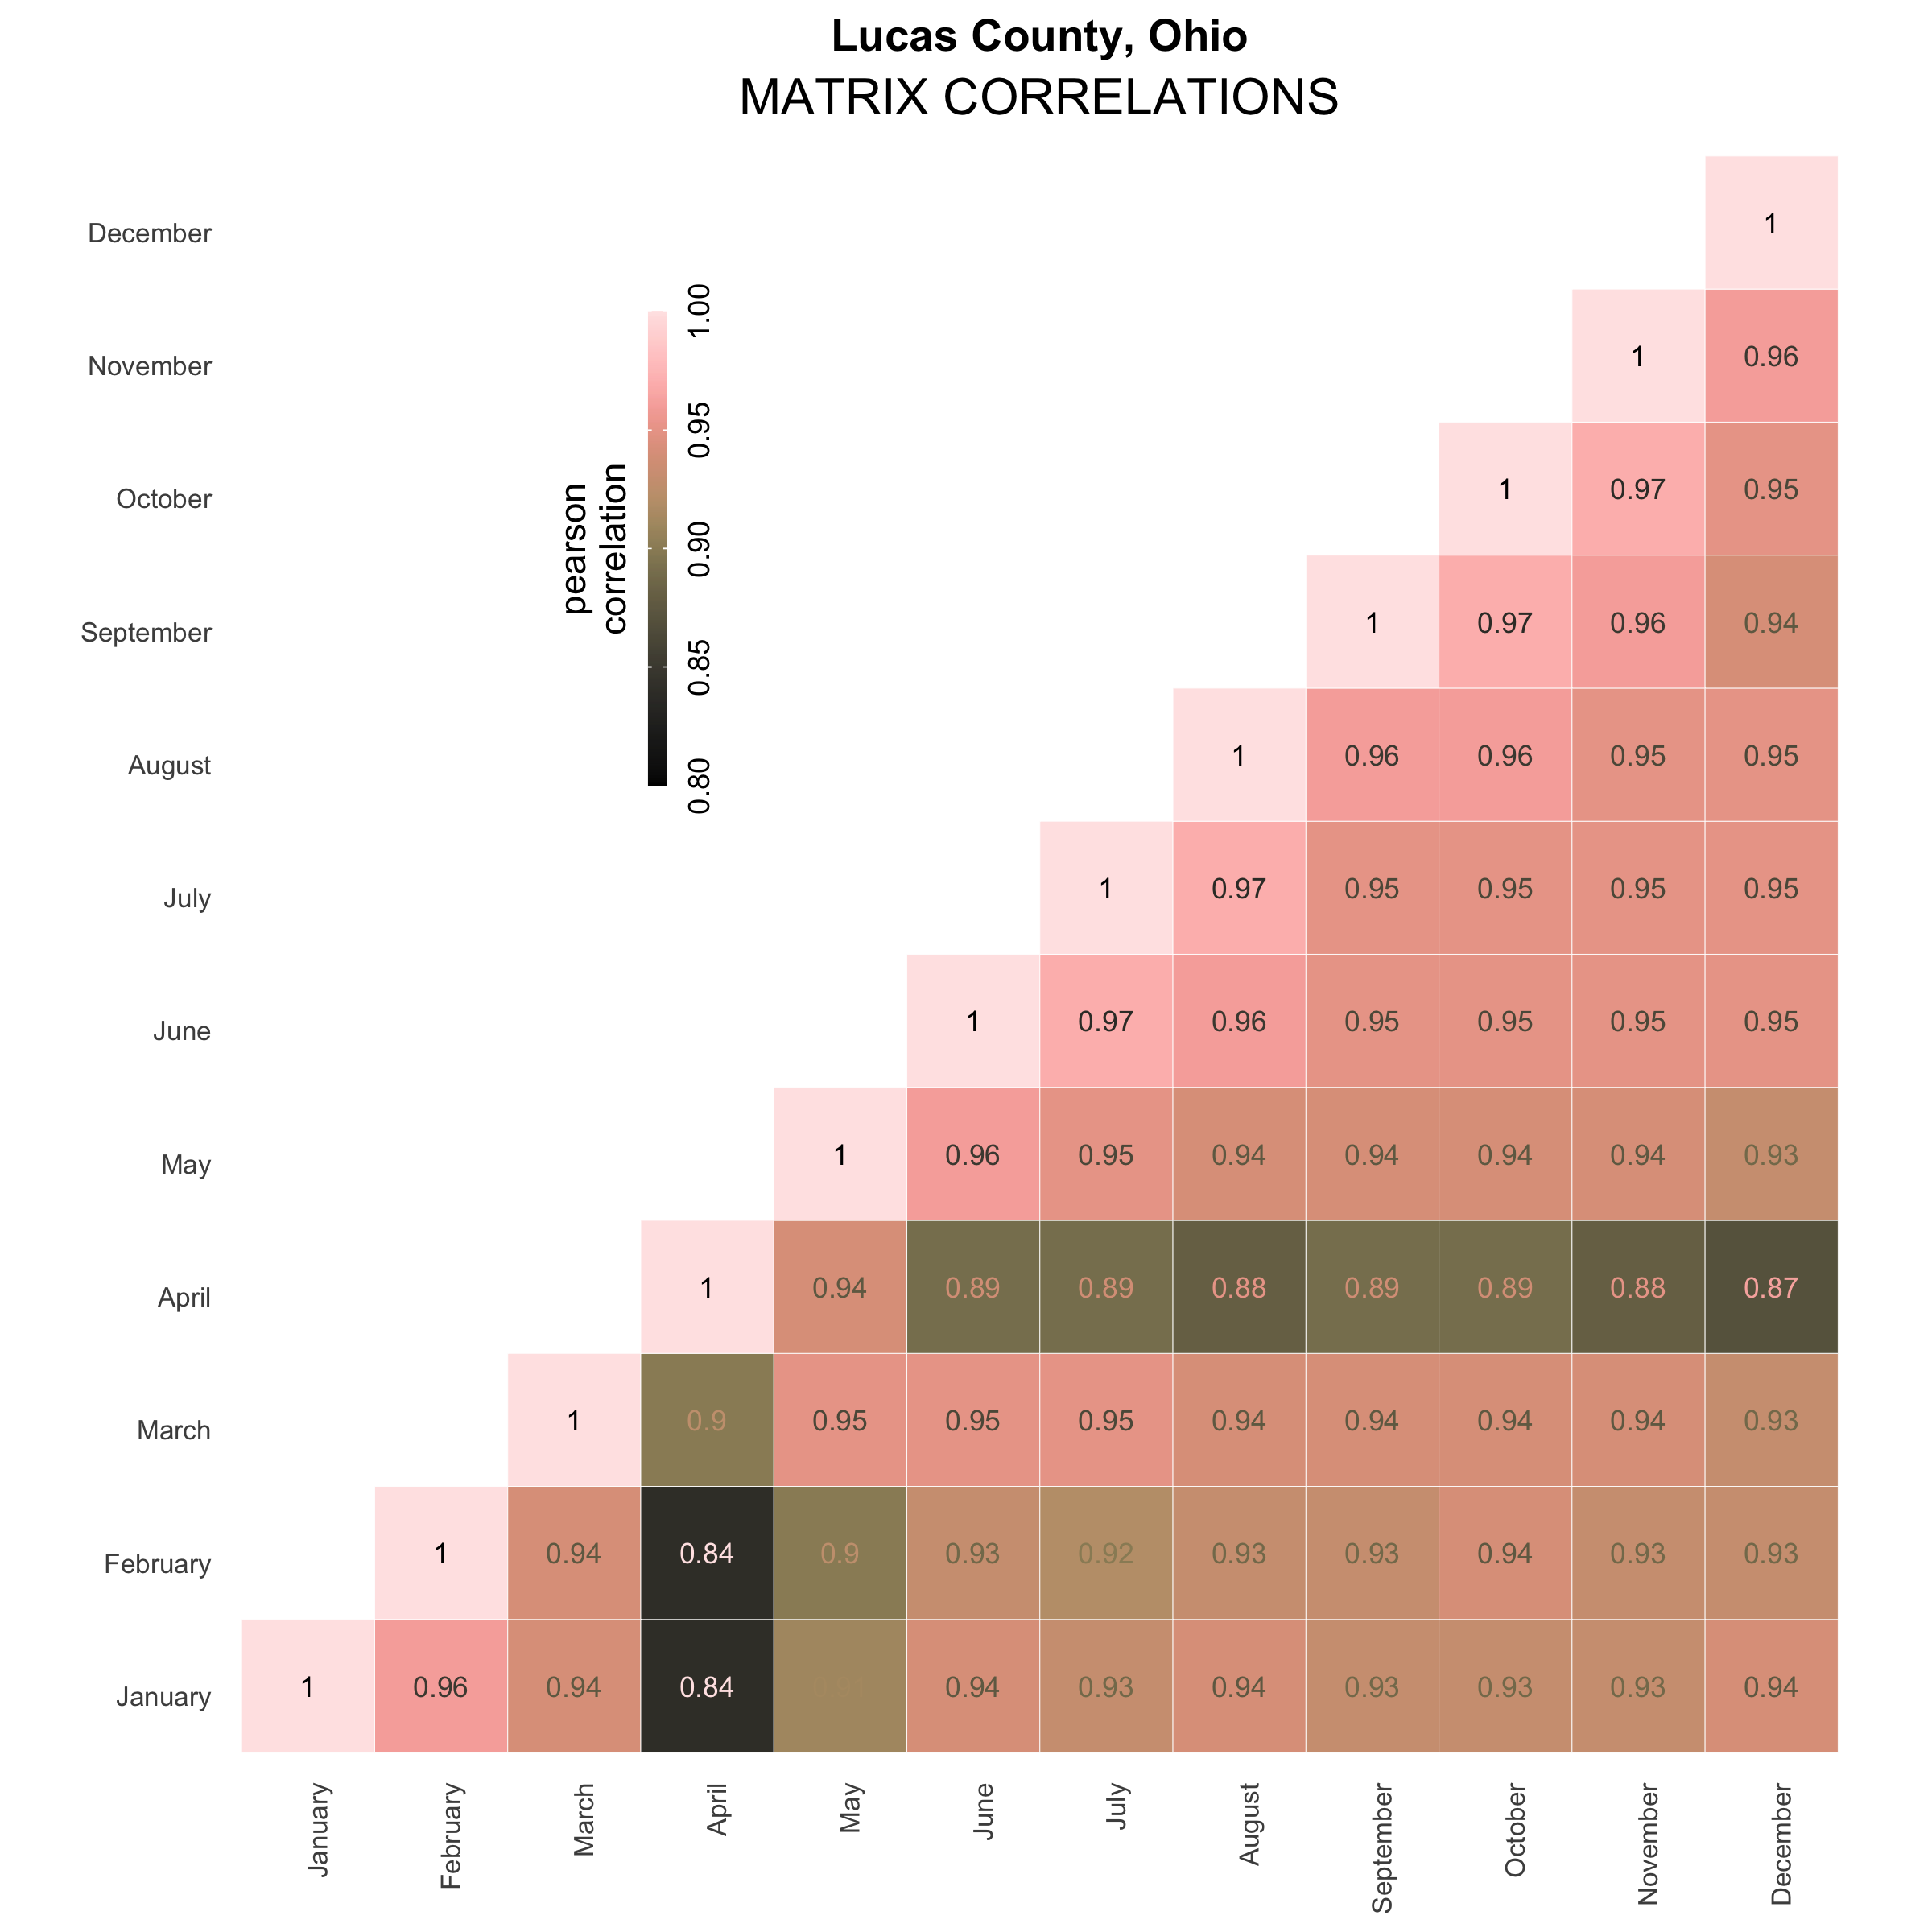 Lucas County, Ohio
MATRIX CORRELATIONS
December 1
November 1 0.96
October 1 0.97 0.95
September 1 0.97 0.96 0.94
August 1 0.96 0.96 0.95 0.95
July 1 0.97 0.95 0.95 0.95 0.95
June 1 0.97 0.96 0.95 0.95 0.95 0.95
May 1 0.96 0.95 0.94 0.94 0.94 0.94 0.93
April 1 0.94 0.89 0.89 0.88 0.89 0.89 0.88 0.87
March 1 0.9 0.95 0.95 0.95 0.94 0.94 0.94 0.94 0.93
February 1 0.94 0.84 0.9 0.93 0.92 0.93 0.93 0.94 0.93 0.93
January 1 0.96 0.94 0.84 0.94 0.93 0.94 0.93 0.93 0.93 0.94
January February March April May June July August September October November December
pearson
correlation
0.80 0.85 0.90 0.95 1.00